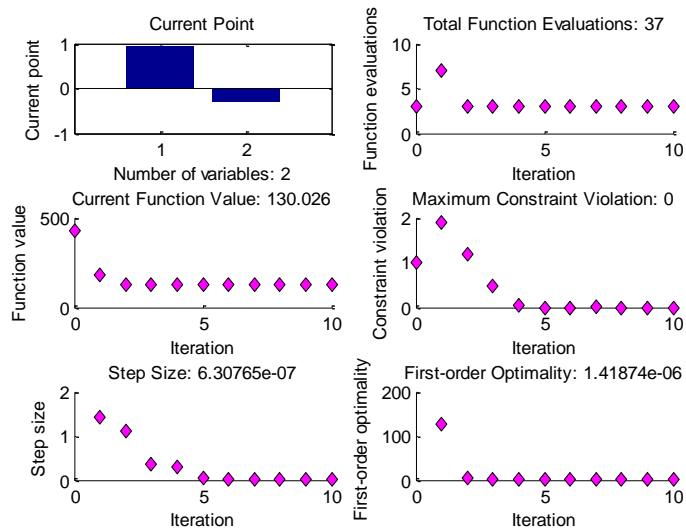 Current Point
Current point
1
0
-1
1
2
Number of variables: 2
Total Function Evaluations: 37
Function evaluations
10
5
0
0
5
10
Iteration
Current Function Value: 130.026
Function value
500
0
0
5
10
Iteration
Maximum Constraint Violation: 0
Constraint violation
2
1
0
0
5
10
Iteration
Step Size: 6.30765e-07
Step size
2
1
0
0
5
10
Iteration
First-order Optimality: 1.41874e-06
First-order optimality
200
100
0
0
5
10
Iteration